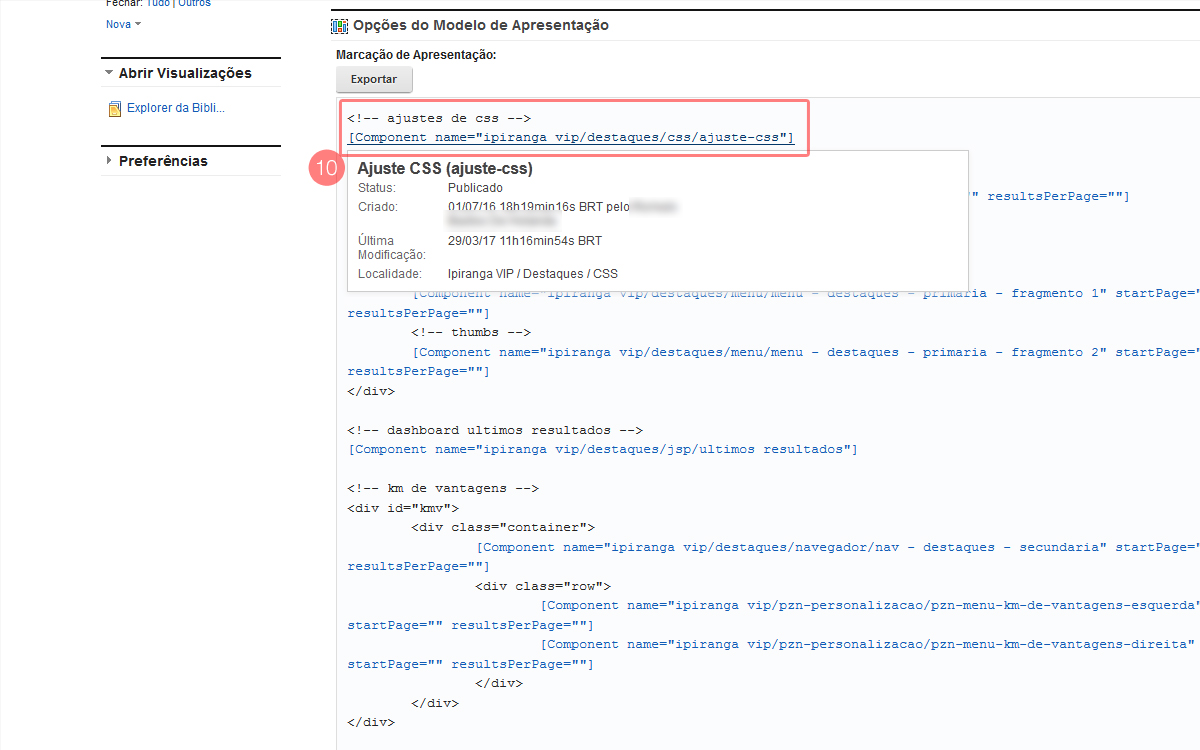 Fechar: Tudo | Outros
Nova
Abrir Visualizações
Explorer da Bibli...
Preferências
Opções do Modelo de Apresentação
Marcação de Apresentação:
Exportar
<!-- ajustes de css -->
[Component name="ipiranga vip/destaques/css/ajuste-css"]
10
Ajuste CSS (ajuste-css)
Status: Publicado
Criado: 01/07/16 18h19min16s BRT pelo
Última Modificação: 29/03/17 11h16min54s BRT
Localidade: Ipiranga VIP / Destaques / CSS
" resultsPerPage=""]
[Component name="ipiranga vip/destaques/menu/menu - destaques - primaria - fragmento 1" startPage="
resultsPerPage=""]
<!-- thumbs -->
[Component name="ipiranga vip/destaques/menu/menu - destaques - primaria - fragmento 2" startPage="
resultsPerPage=""]
</div>
<!-- dashboard ultimos resultados -->
[Component name="ipiranga vip/destaques/jsp/ultimos resultados"]
<!-- km de vantagens -->
<div id="kmv">
<div class="container">
[Component name="ipiranga vip/destaques/navegador/nav - destaques - secundaria" startPage="
resultsPerPage=""]
<div class="row">
[Component name="ipiranga vip/pzn-personalizacao/pzn-menu-km-de-vantagens-esquerda"
startPage="" resultsPerPage=""]
[Component name="ipiranga vip/pzn-personalizacao/pzn-menu-km-de-vantagens-direita"
startPage="" resultsPerPage=""]
</div>
</div>
</div>